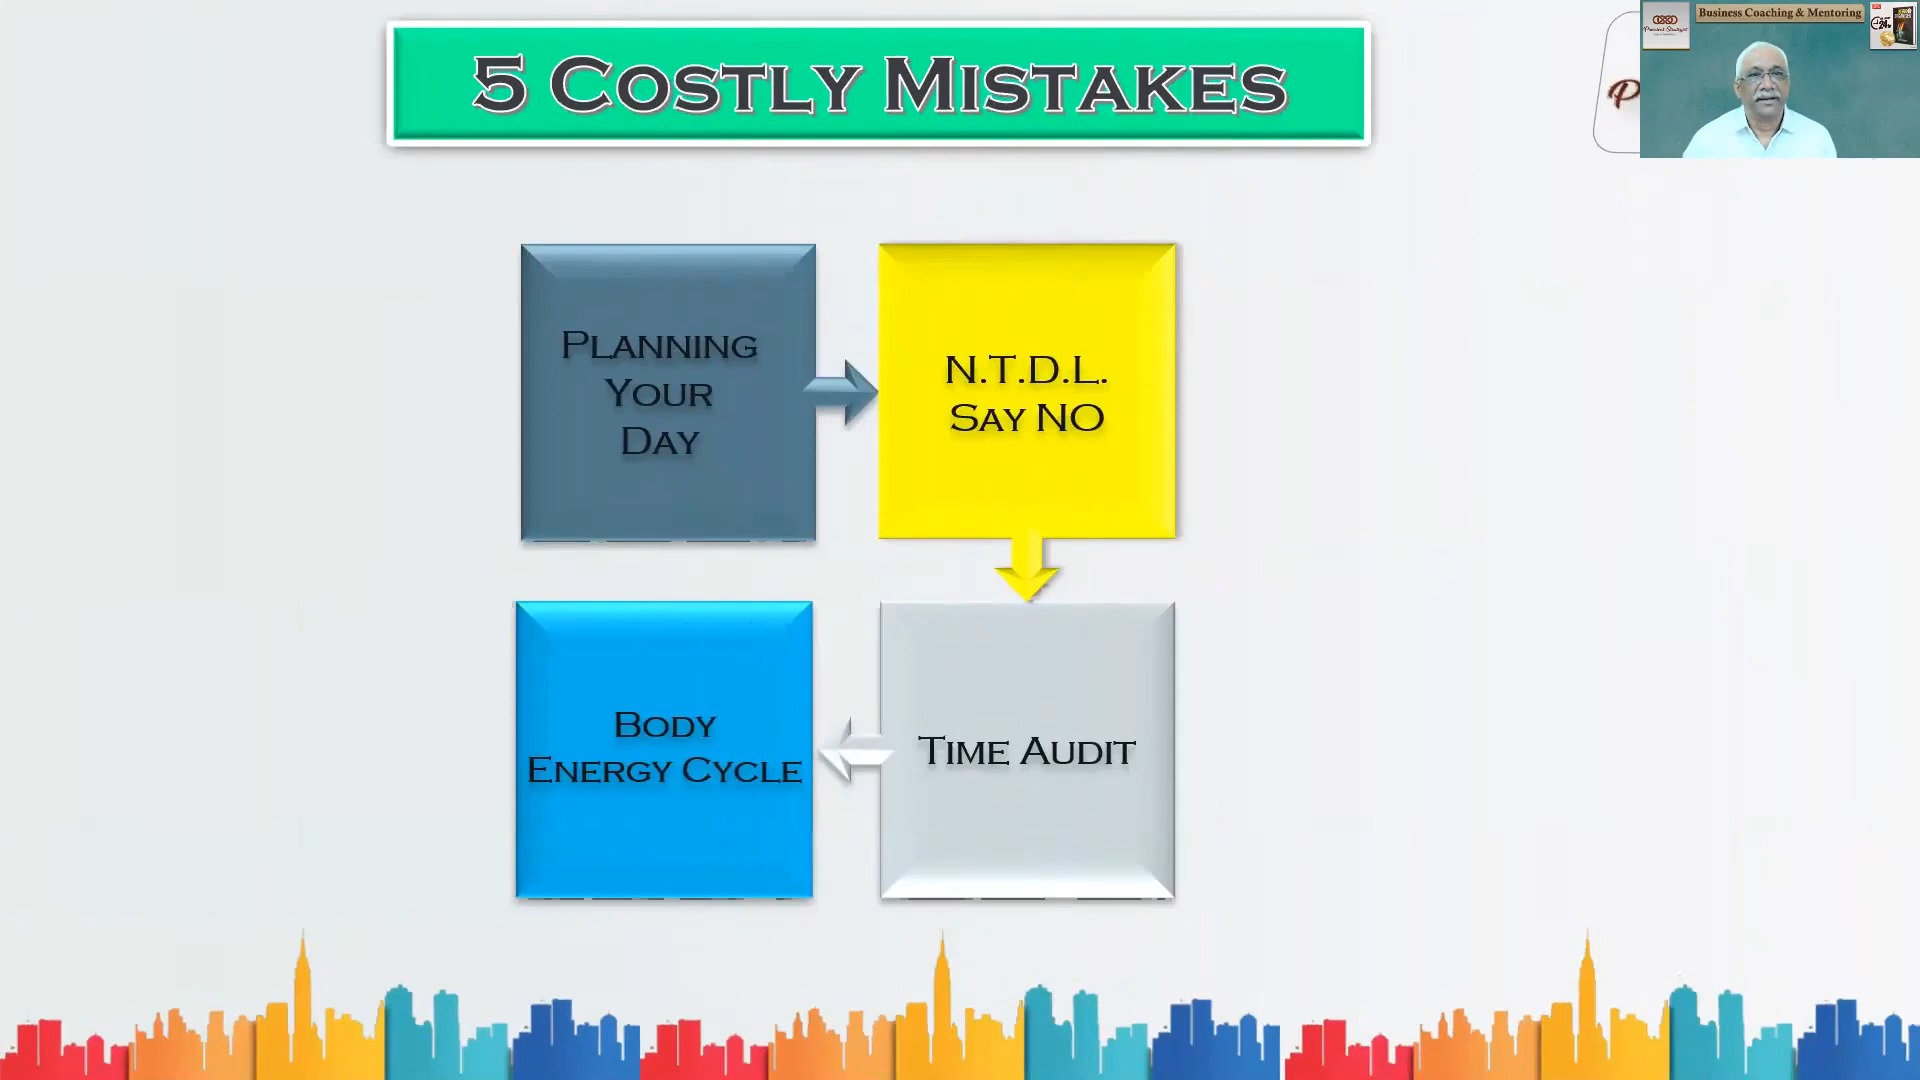 5 Costly Mistakes
Business Coaching & Mentoring
Planning
Your
Day
N.T.D.L.
Say NO
Body
Energy Cycle
Time Audit